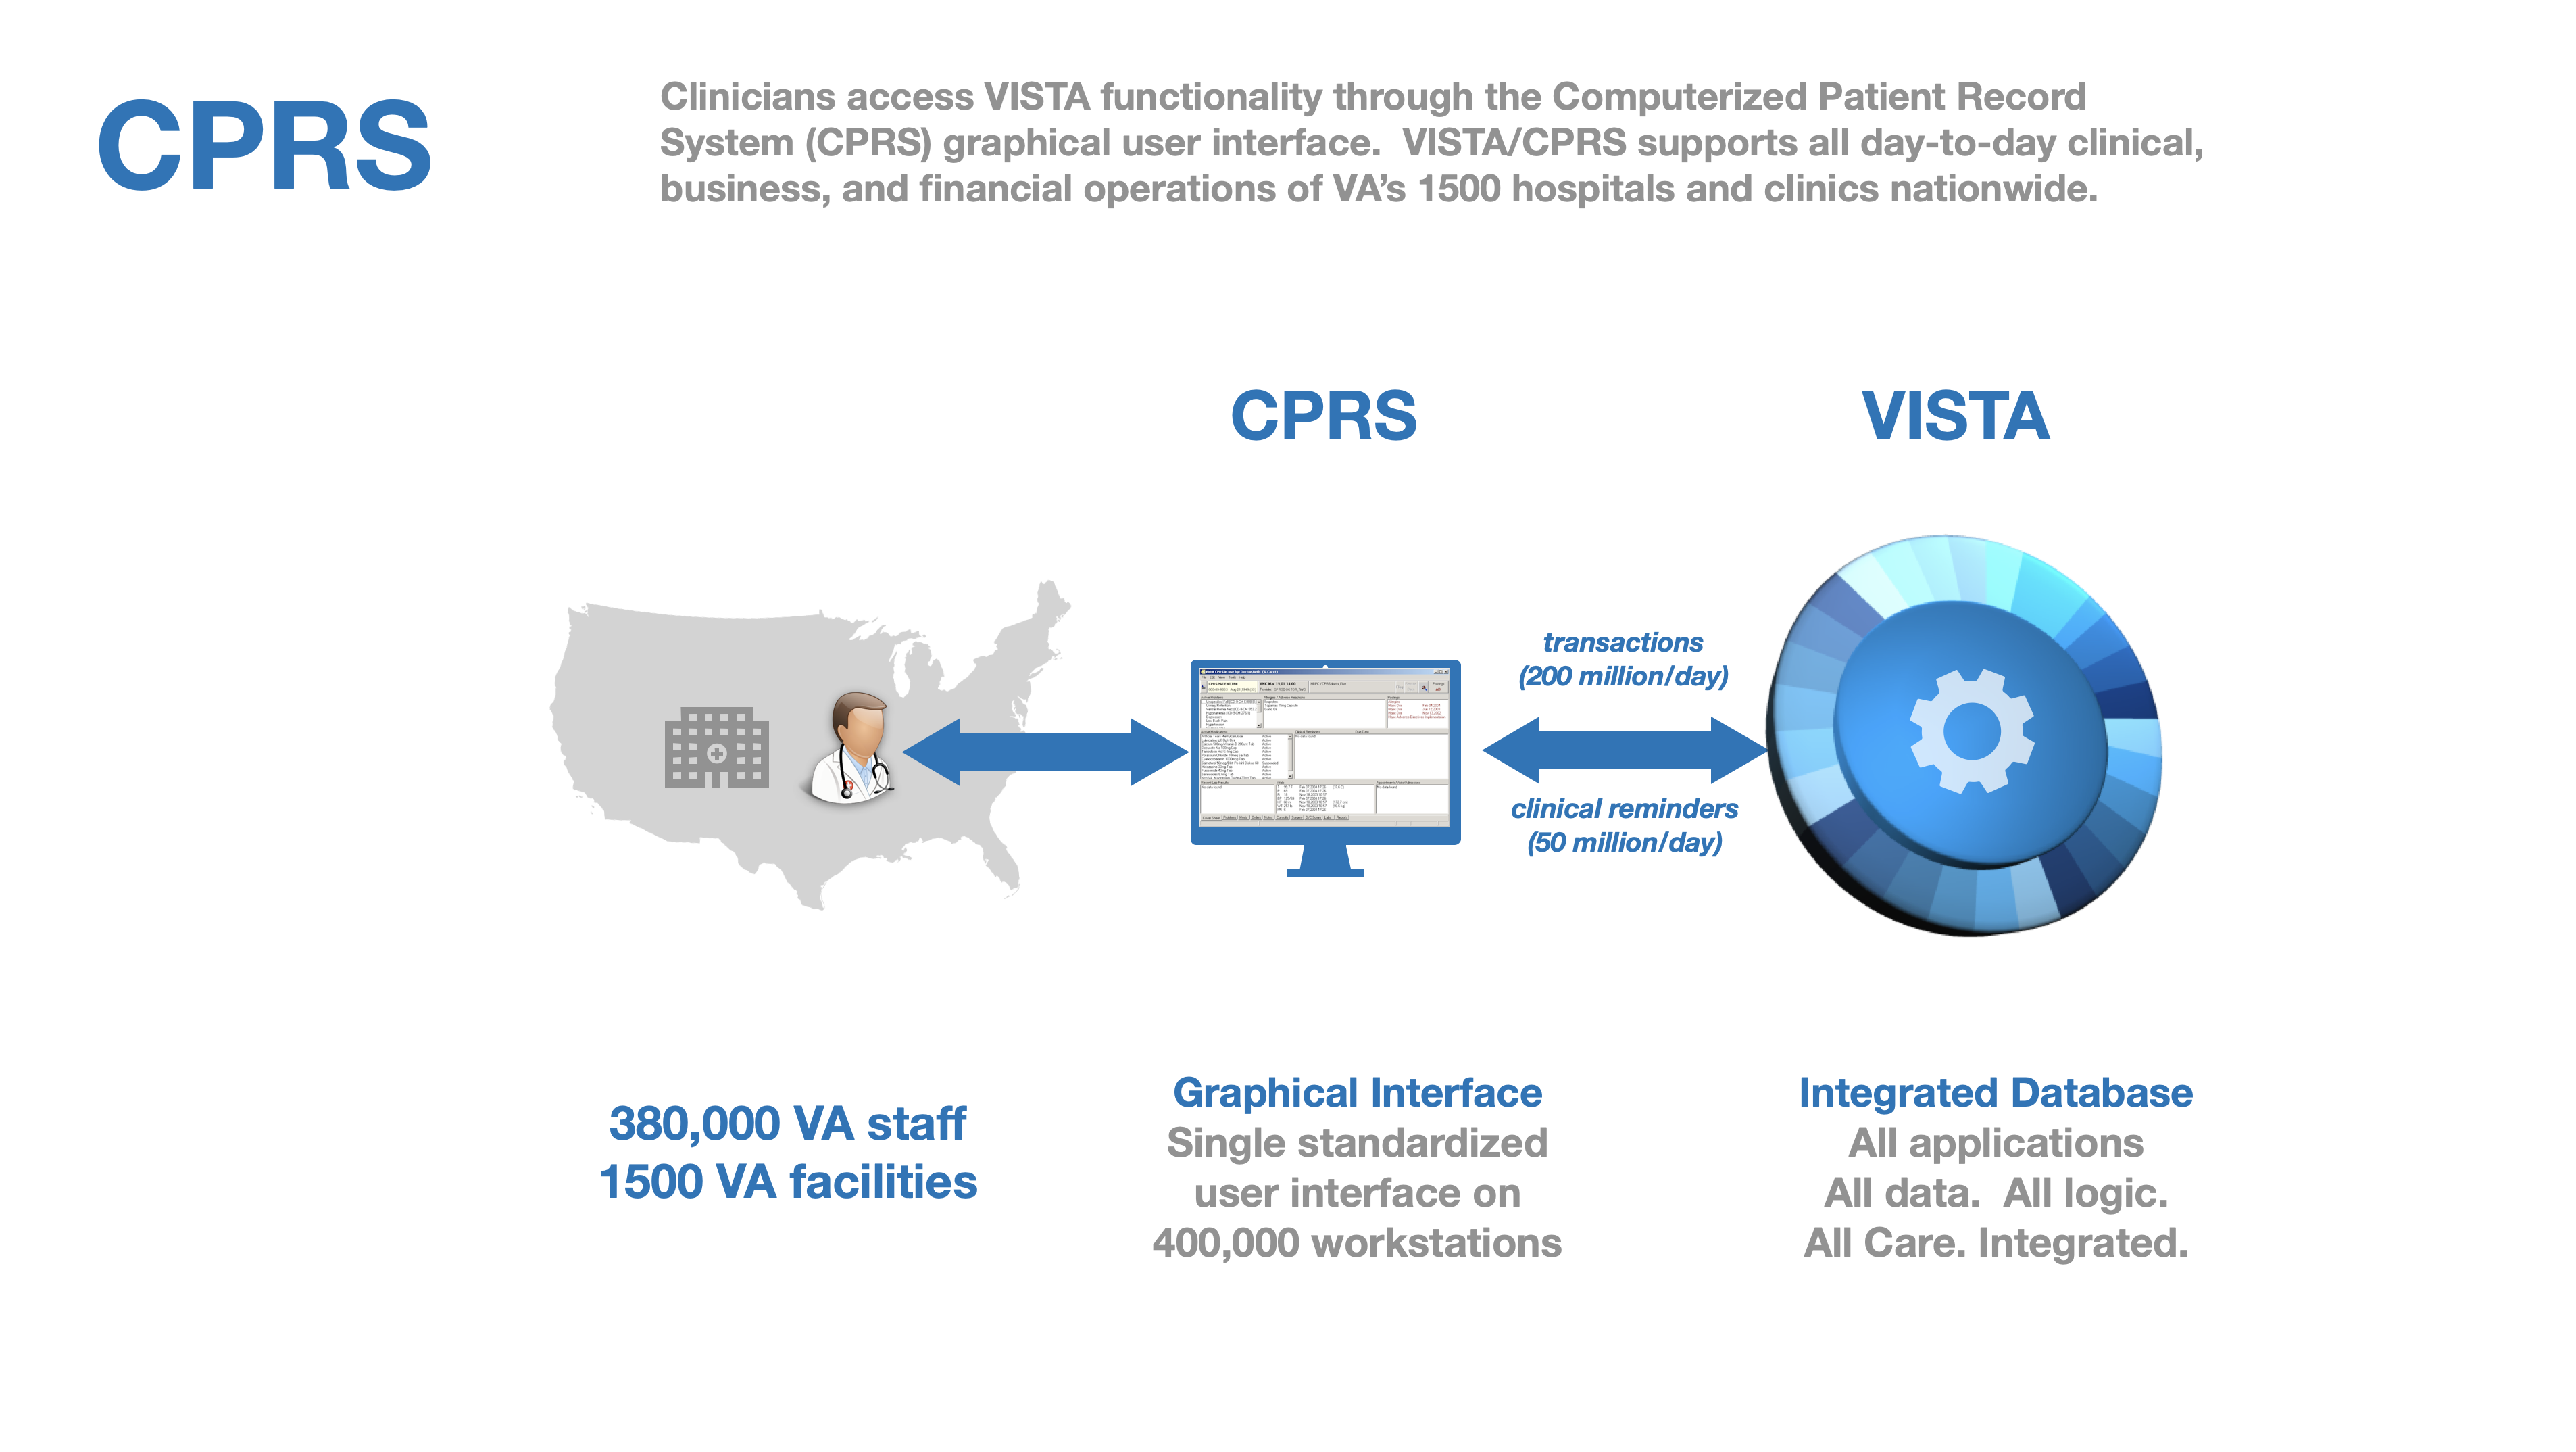 CPRS
Clinicians access VISTA functionality through the Computerized Patient Record
System (CPRS) graphical user interface.  VISTA/CPRS supports all day-to-day clinical,
business, and financial operations of VA’s 1500 hospitals and clinics nationwide.
CPRS
VISTA
transactions
(200 million/day)
clinical reminders
(50 million/day)
380,000 VA staff
1500 VA facilities
Graphical Interface
Single standardized
user interface on
400,000 workstations
Integrated Database
All applications
All data.  All logic.
All Care. Integrated.